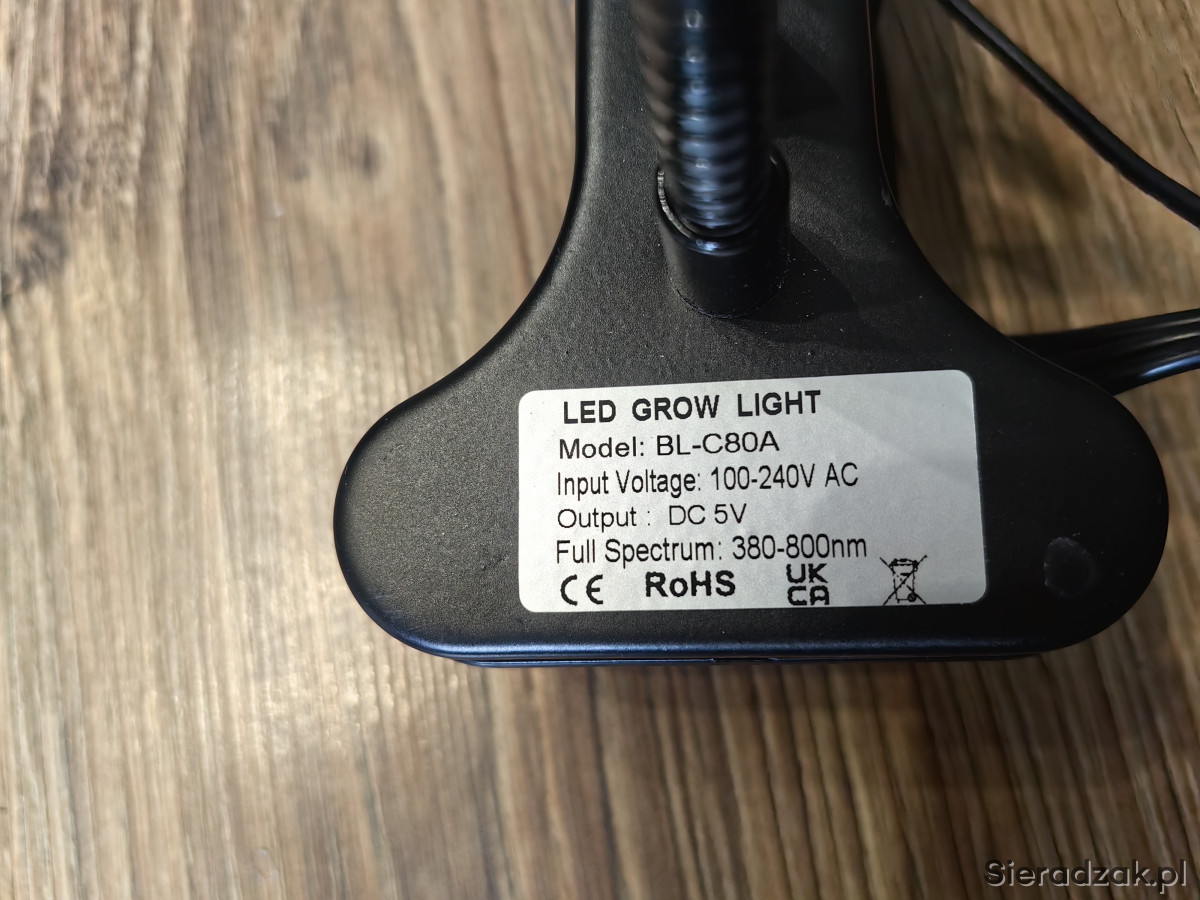 LED GROW LIGHT
Model: BL-C80A
Input Voltage: 100-240V AC
Output : DC 5V
Full Spectrum: 380-800nm
CE RoHS UK CA
Sieradzak.pl